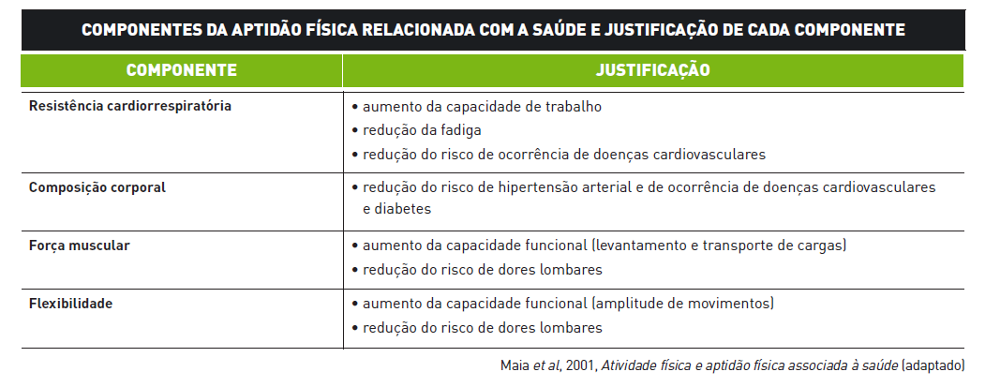 COMPONENTES DA APTIDÃO FÍSICA RELACIONADA COM A SAÚDE E JUSTIFICAÇÃO DE CADA COMPONENTE
COMPONENTE
JUSTIFICAÇÃO
Resistência cardiorrespiratória
• aumento da capacidade de trabalho
• redução da fadiga
• redução do risco de ocorrência de doenças cardiovasculares
Composição corporal
• redução do risco de hipertensão arterial e de ocorrência de doenças cardiovasculares
e diabetes
Força muscular
• aumento da capacidade funcional (levantamento e transporte de cargas)
• redução do risco de dores lombares
Flexibilidade
• aumento da capacidade funcional (amplitude de movimentos)
• redução do risco de dores lombares
Maia et al, 2001, Atividade física e aptidão física associada à saúde (adaptado)